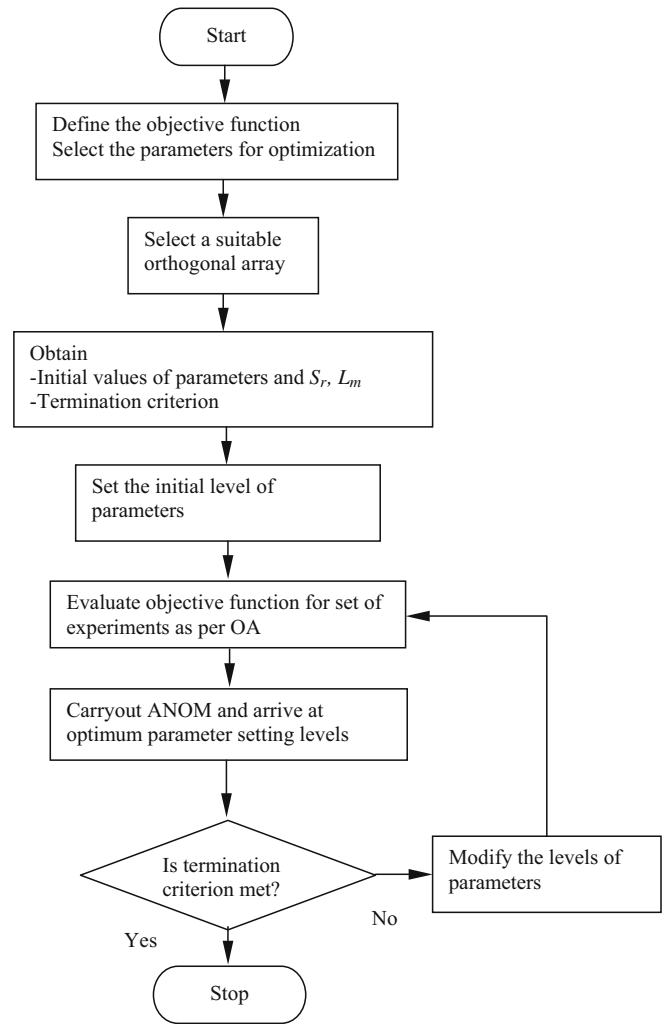 Start
Define the objective function
Select the parameters for optimization
Select a suitable
orthogonal array
Obtain
-Initial values of parameters and Sr, Lm
-Termination criterion
Set the initial level of
parameters
Evaluate objective function for set of
experiments as per OA
Carryout ANOM and arrive at
optimum parameter setting levels
Is termination
criterion met?
Modify the levels of
parameters
No
Yes
Stop